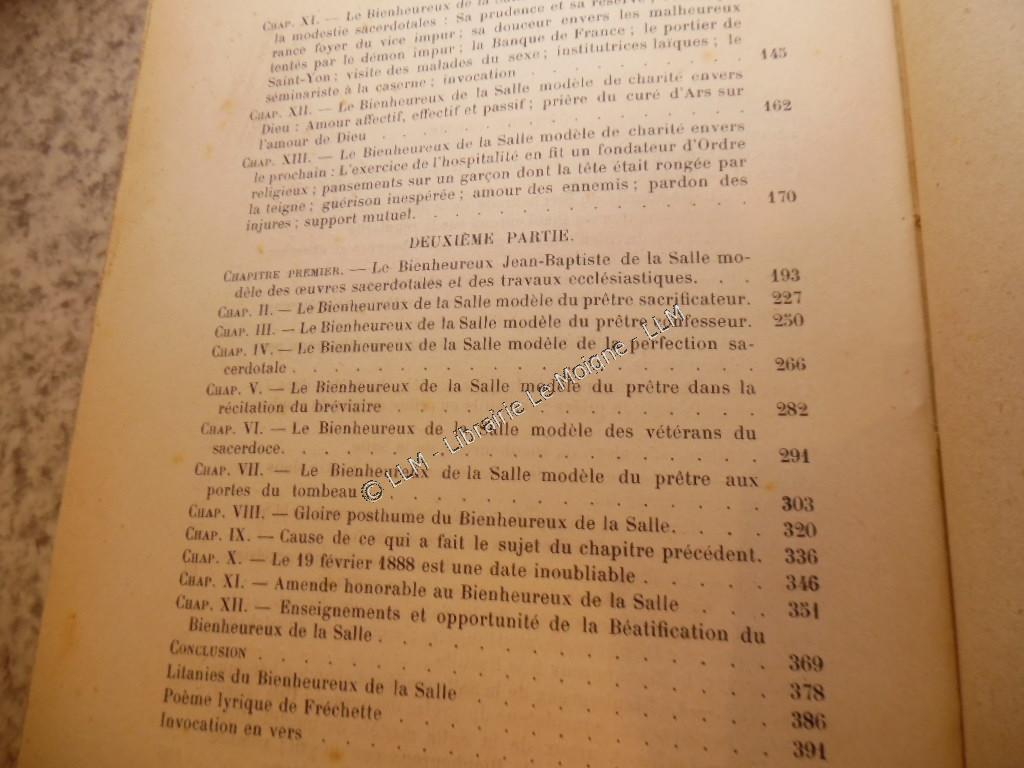 CHAP. XI. — Le Bienheureux de la
la modestie sacerdotales : Sa prudence et sa réserve ;
rance foyer du vice impur ; sa douceur envers les malheureux
tentés par le démon impur ; la Banque de France ; le portier de
Saint-Yon ; visite des malades du sexe ; institutrices laïques ; le
séminariste à la caserne ; invocation . . . . . . . . . . 145
CHAP. XII. — Le Bienheureux de la Salle modèle de charité envers
Dieu : Amour affectif, effectif et passif ; prière du curé d'Ars sur
l'amour de Dieu . . . . . . . . . . . . . 162
CHAP. XIII. — Le Bienheureux de la Salle modèle de charité envers
le prochain : L'exercice de l'hospitalité en fit un fondateur d'Ordre
religieux ; pansements sur un garçon dont la tête était rongée par
la teigne ; guérison inespérée ; amour des ennemis ; pardon des
injures ; support mutuel. . . . . . . . . . . . 170
DEUXIÈME PARTIE.
CHAPITRE PREMIER. — Le Bienheureux Jean-Baptiste de la Salle mo-
dèle des œuvres sacerdotales et des travaux ecclésiastiques. . . 193
CHAP. II. — Le Bienheureux de la Salle modèle du prêtre sacrificateur. 227
CHAP. III. — Le Bienheureux de la Salle modèle du prêtre confesseur. 250
CHAP. IV. — Le Bienheureux de la Salle modèle de la perfection sa-
cerdotale . . . . . . . . . . . . . . 266
CHAP. V. — Le Bienheureux de la Salle modèle du prêtre dans la
récitation du bréviaire . . . . . . . . . . . 282
CHAP. VI. — Le Bienheureux de la Salle modèle des vétérans du
sacerdoce. . . . . . . . . . . . . . . 291
CHAP. VII. — Le Bienheureux de la Salle modèle du prêtre aux
portes du tombeau . . . . . . . . . . . . 303
CHAP. VIII. — Gloire posthume du Bienheureux de la Salle. . . . 320
CHAP. IX. — Cause de ce qui a fait le sujet du chapitre précédent. 336
CHAP. X. — Le 19 février 1888 est une date inoubliable . . . . 346
CHAP. XI. — Amende honorable au Bienheureux de la Salle . . . 351
CHAP. XII. — Enseignements et opportunité de la Béatification du
Bienheureux de la Salle . . . . . . . . . . . 369
CONCLUSION . . . . . . . . . . . . . . 378
Litanies du Bienheureux de la Salle . . . . . . . . 386
Poème lyrique de Fréchette . . . . . . . . . . 391
Invocation en vers . . . . . . . . . . . .
© LLM - Librairie Le Moigne - LLM